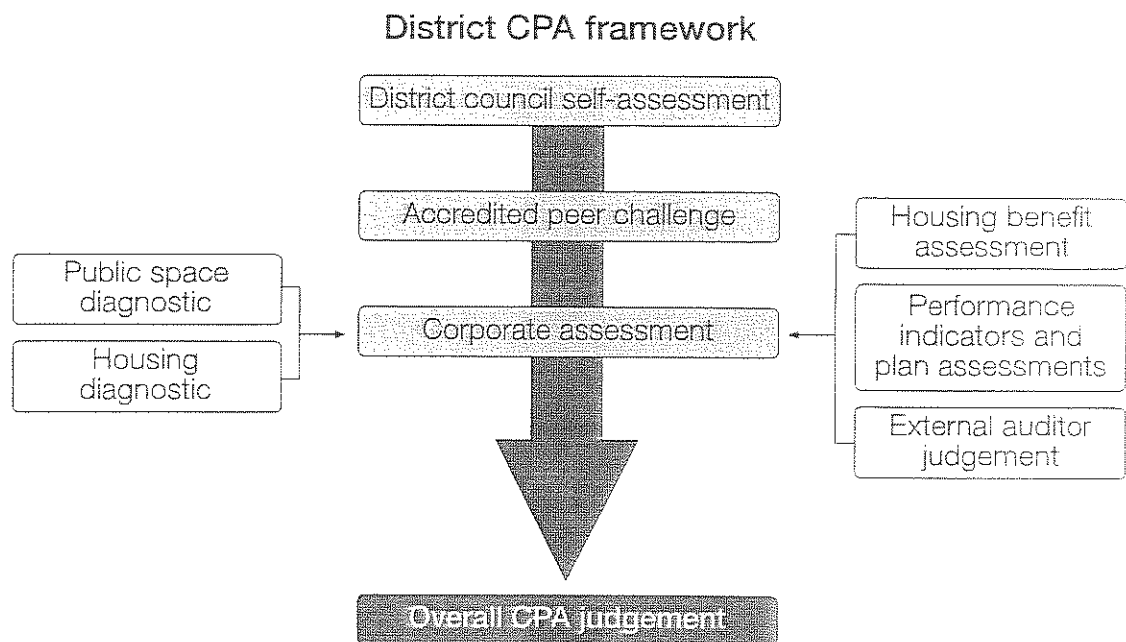 District CPA framework
District council self-assessment
Accredited peer challenge
Housing benefit
assessment
Public space
diagnostic
Corporate assessment
Performance
indicators and
plan assessments
Housing
diagnostic
External auditor
judgement
Overall CPA judgement